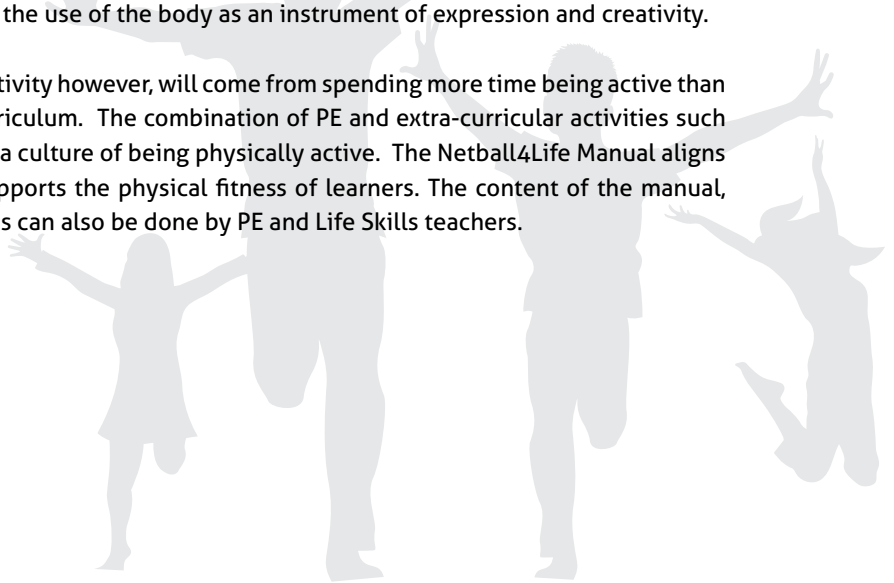 the use of the body as an instrument of expression and creativity.
tivity however, will come from spending more time being active than
riculum. The combination of PE and extra-curricular activities such
a culture of being physically active. The Netball4Life Manual aligns
pports the physical fitness of learners. The content of the manual,
s can also be done by PE and Life Skills teachers.